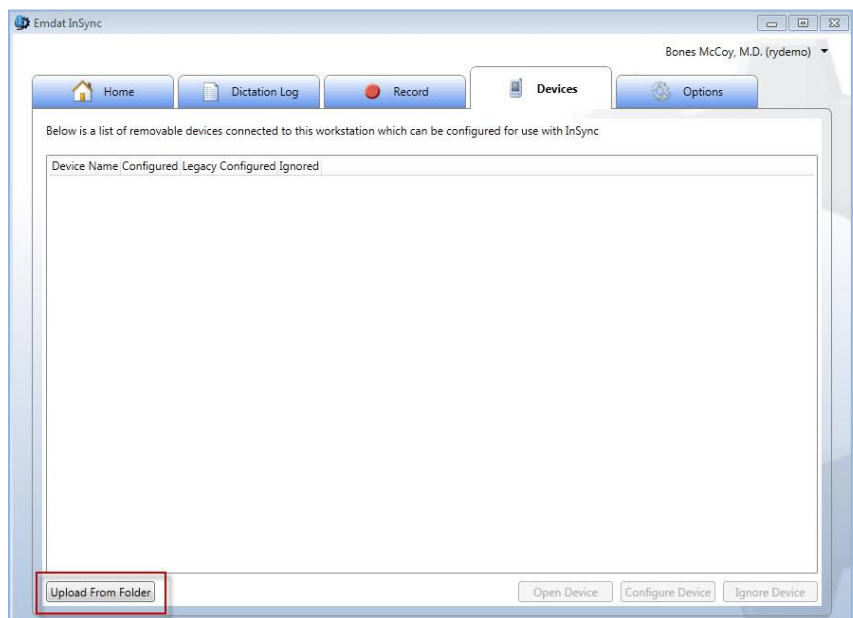 Emdat InSync
Bones McCoy, M.D. (rydemo)
Home Dictation Log Record Devices Options
Below is a list of removable devices connected to this workstation which can be configured for use with InSync
Device Name Configured Legacy Configured Ignored
Upload From Folder Open Device Configure Device Ignore Device